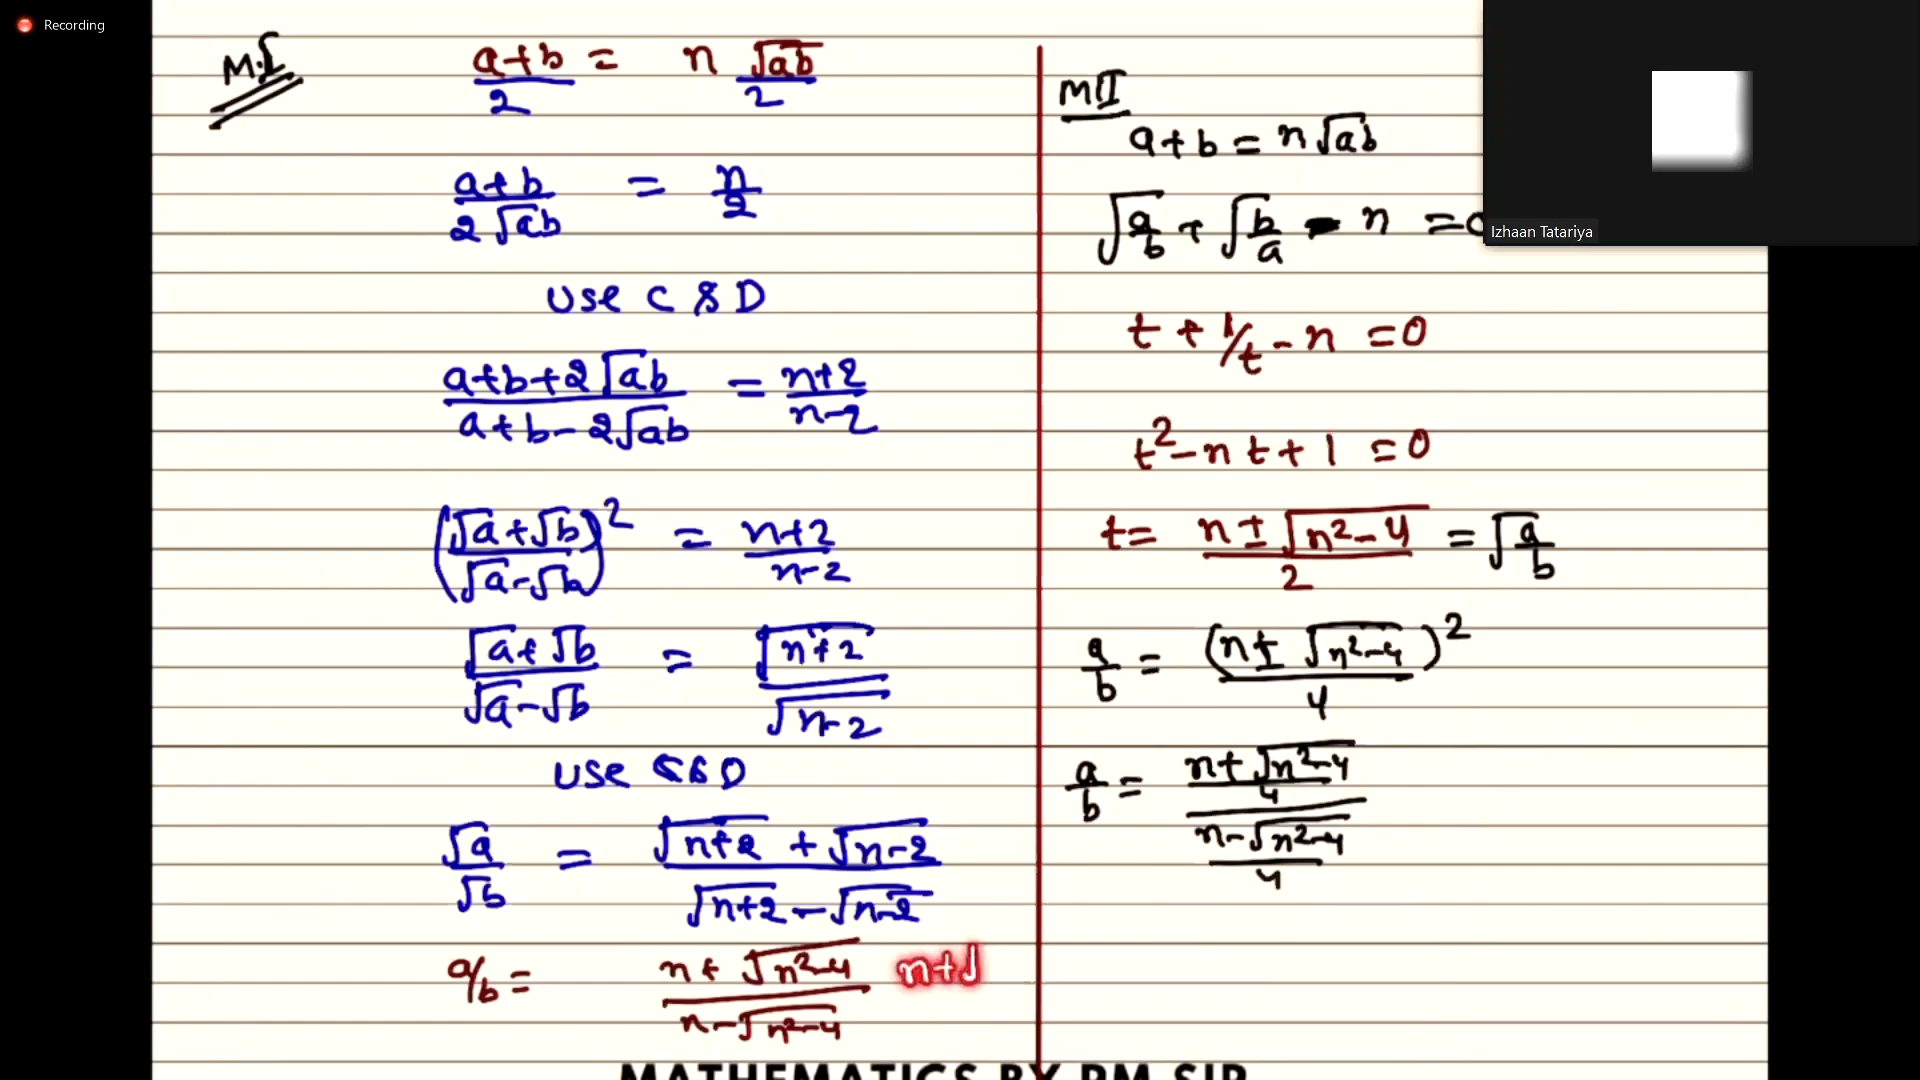 Recording
M.I
a+b/2 = n √ab/2
a+b/2√ab = n/2
USE C & D
a+b+2√ab/a+b-2√ab = n+2/n-2
(√a+√b/√a-√b)² = n+2/n-2
√a+√b/√a-√b = √n+2/√n-2
USE C&D
√a/√b = √n+2 + √n-2/√n+2 - √n-2
a/b = n+√n²-4/n-√n²-4 n+√
MII
a+b = n√ab
√a/b + √b/a - n = 0
t + 1/t - n = 0
t² - nt + 1 = 0
t = n±√n²-4/2 = √a/b
a/b = (n±√n²-4)²/4
a/b = n+√n²-4/4/n-√n²-4/4
Izhaan Tatariya
MATHEMATICS BY RM SIR